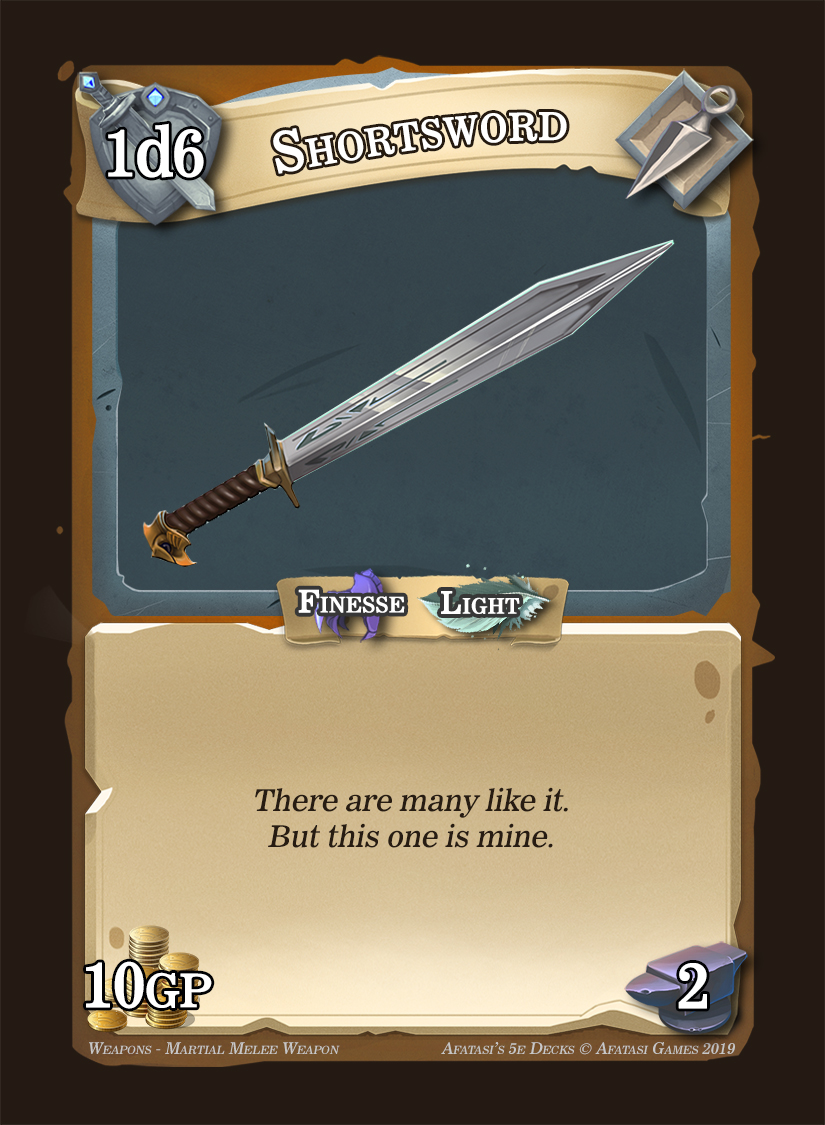 1d6
Shortsword
Finesse Light
There are many like it.
But this one is mine.
10GP
2
Weapons - Martial Melee Weapon
Afatasi's 5e Decks © Afatasi Games 2019